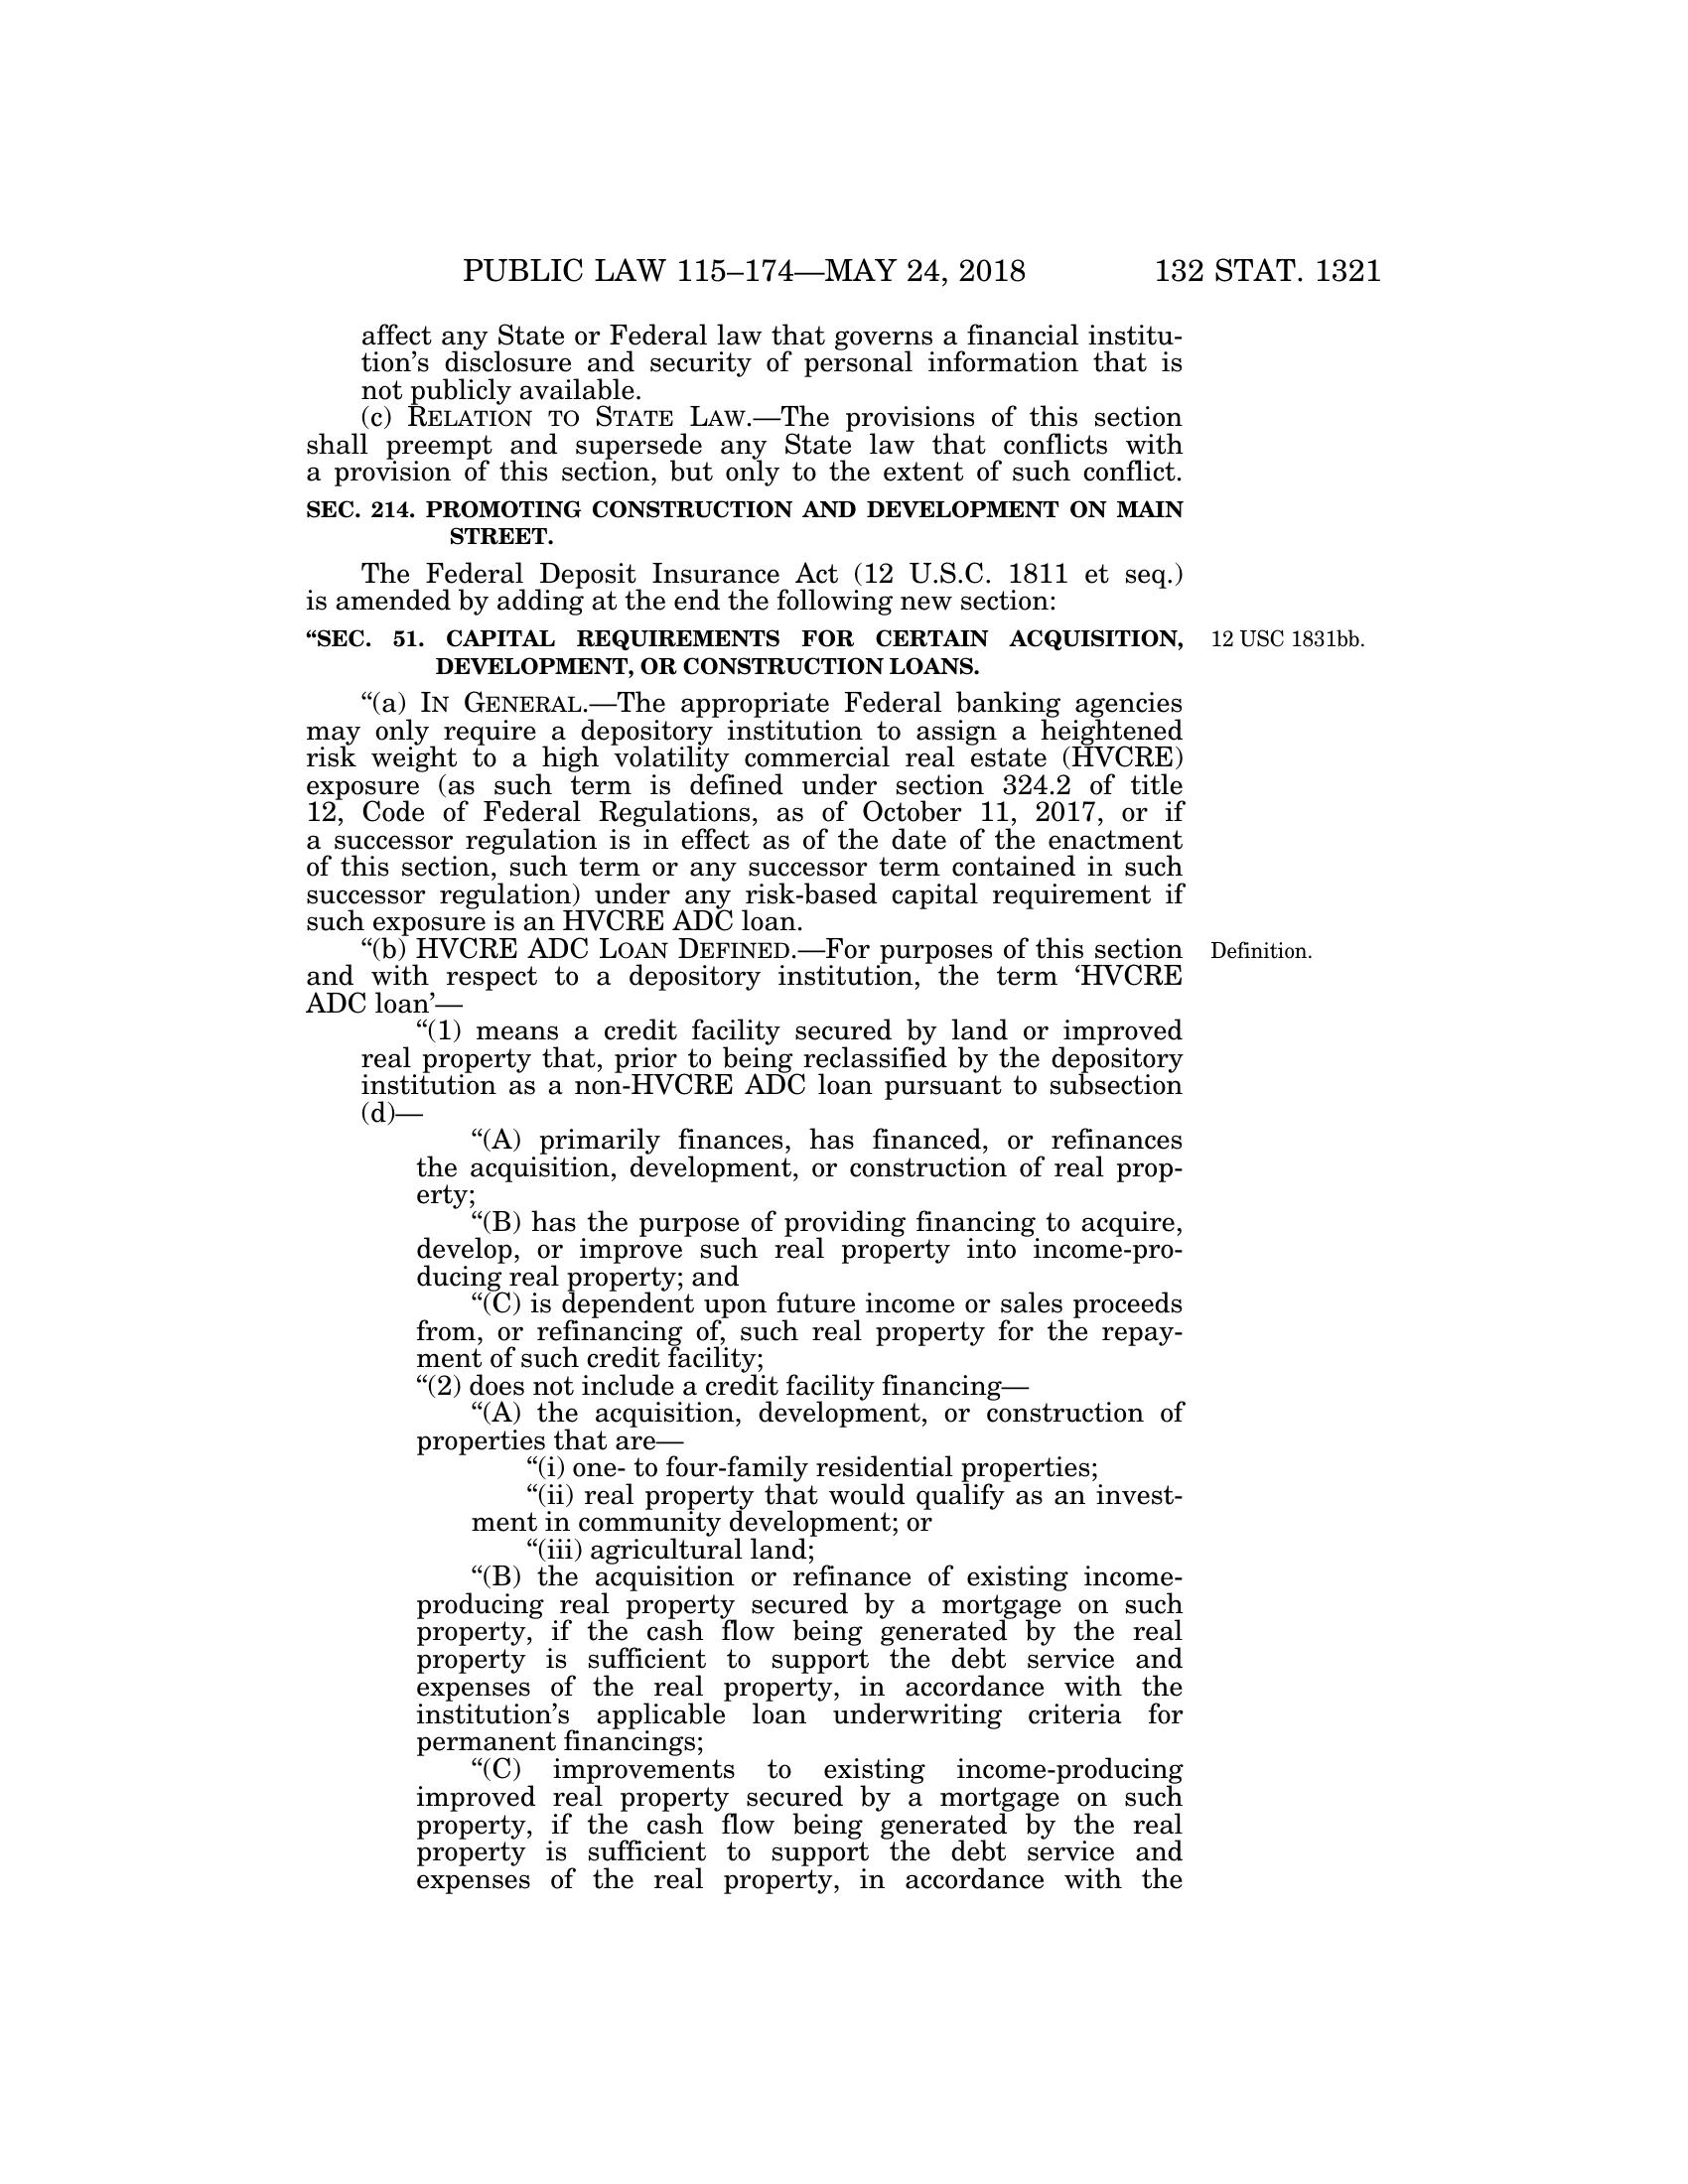 PUBLIC LAW 115–174—MAY 24, 2018 132 STAT. 1321
affect any State or Federal law that governs a financial institu-
tion’s disclosure and security of personal information that is
not publicly available.
(c) RELATION TO STATE LAW.—The provisions of this section
shall preempt and supersede any State law that conflicts with
a provision of this section, but only to the extent of such conflict.
SEC. 214. PROMOTING CONSTRUCTION AND DEVELOPMENT ON MAIN
STREET.
The Federal Deposit Insurance Act (12 U.S.C. 1811 et seq.)
is amended by adding at the end the following new section:
“SEC. 51. CAPITAL REQUIREMENTS FOR CERTAIN ACQUISITION, 12 USC 1831bb.
DEVELOPMENT, OR CONSTRUCTION LOANS.
“(a) IN GENERAL.—The appropriate Federal banking agencies
may only require a depository institution to assign a heightened
risk weight to a high volatility commercial real estate (HVCRE)
exposure (as such term is defined under section 324.2 of title
12, Code of Federal Regulations, as of October 11, 2017, or if
a successor regulation is in effect as of the date of the enactment
of this section, such term or any successor term contained in such
successor regulation) under any risk-based capital requirement if
such exposure is an HVCRE ADC loan.
“(b) HVCRE ADC LOAN DEFINED.—For purposes of this section Definition.
and with respect to a depository institution, the term ‘HVCRE
ADC loan’—
“(1) means a credit facility secured by land or improved
real property that, prior to being reclassified by the depository
institution as a non-HVCRE ADC loan pursuant to subsection
(d)—
“(A) primarily finances, has financed, or refinances
the acquisition, development, or construction of real prop-
erty;
“(B) has the purpose of providing financing to acquire,
develop, or improve such real property into income-pro-
ducing real property; and
“(C) is dependent upon future income or sales proceeds
from, or refinancing of, such real property for the repay-
ment of such credit facility;
“(2) does not include a credit facility financing—
“(A) the acquisition, development, or construction of
properties that are—
“(i) one- to four-family residential properties;
“(ii) real property that would qualify as an invest-
ment in community development; or
“(iii) agricultural land;
“(B) the acquisition or refinance of existing income-
producing real property secured by a mortgage on such
property, if the cash flow being generated by the real
property is sufficient to support the debt service and
expenses of the real property, in accordance with the
institution’s applicable loan underwriting criteria for
permanent financings;
“(C) improvements to existing income-producing
improved real property secured by a mortgage on such
property, if the cash flow being generated by the real
property is sufficient to support the debt service and
expenses of the real property, in accordance with the